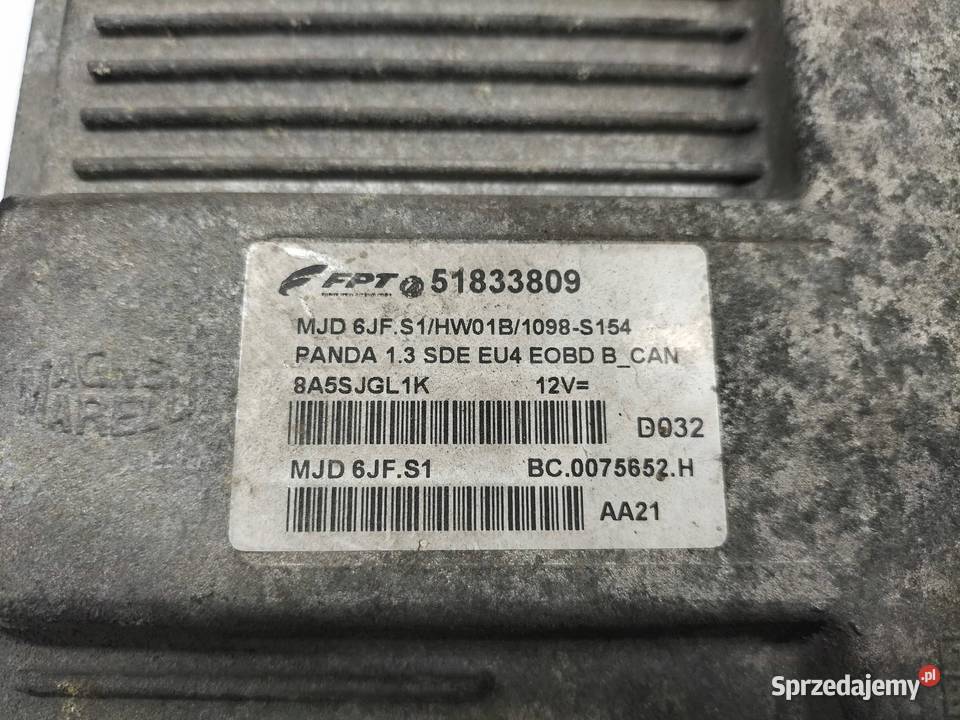 FPT 51833809
MJD 6JF.S1/HW01B/1098-S154
PANDA 1.3 SDE EU4 EOBD B_CAN
8A5SJGL1K 12V=
D032
MJD 6JF.S1 BC.0075652.H
AA21
Sprzedajemy.pl